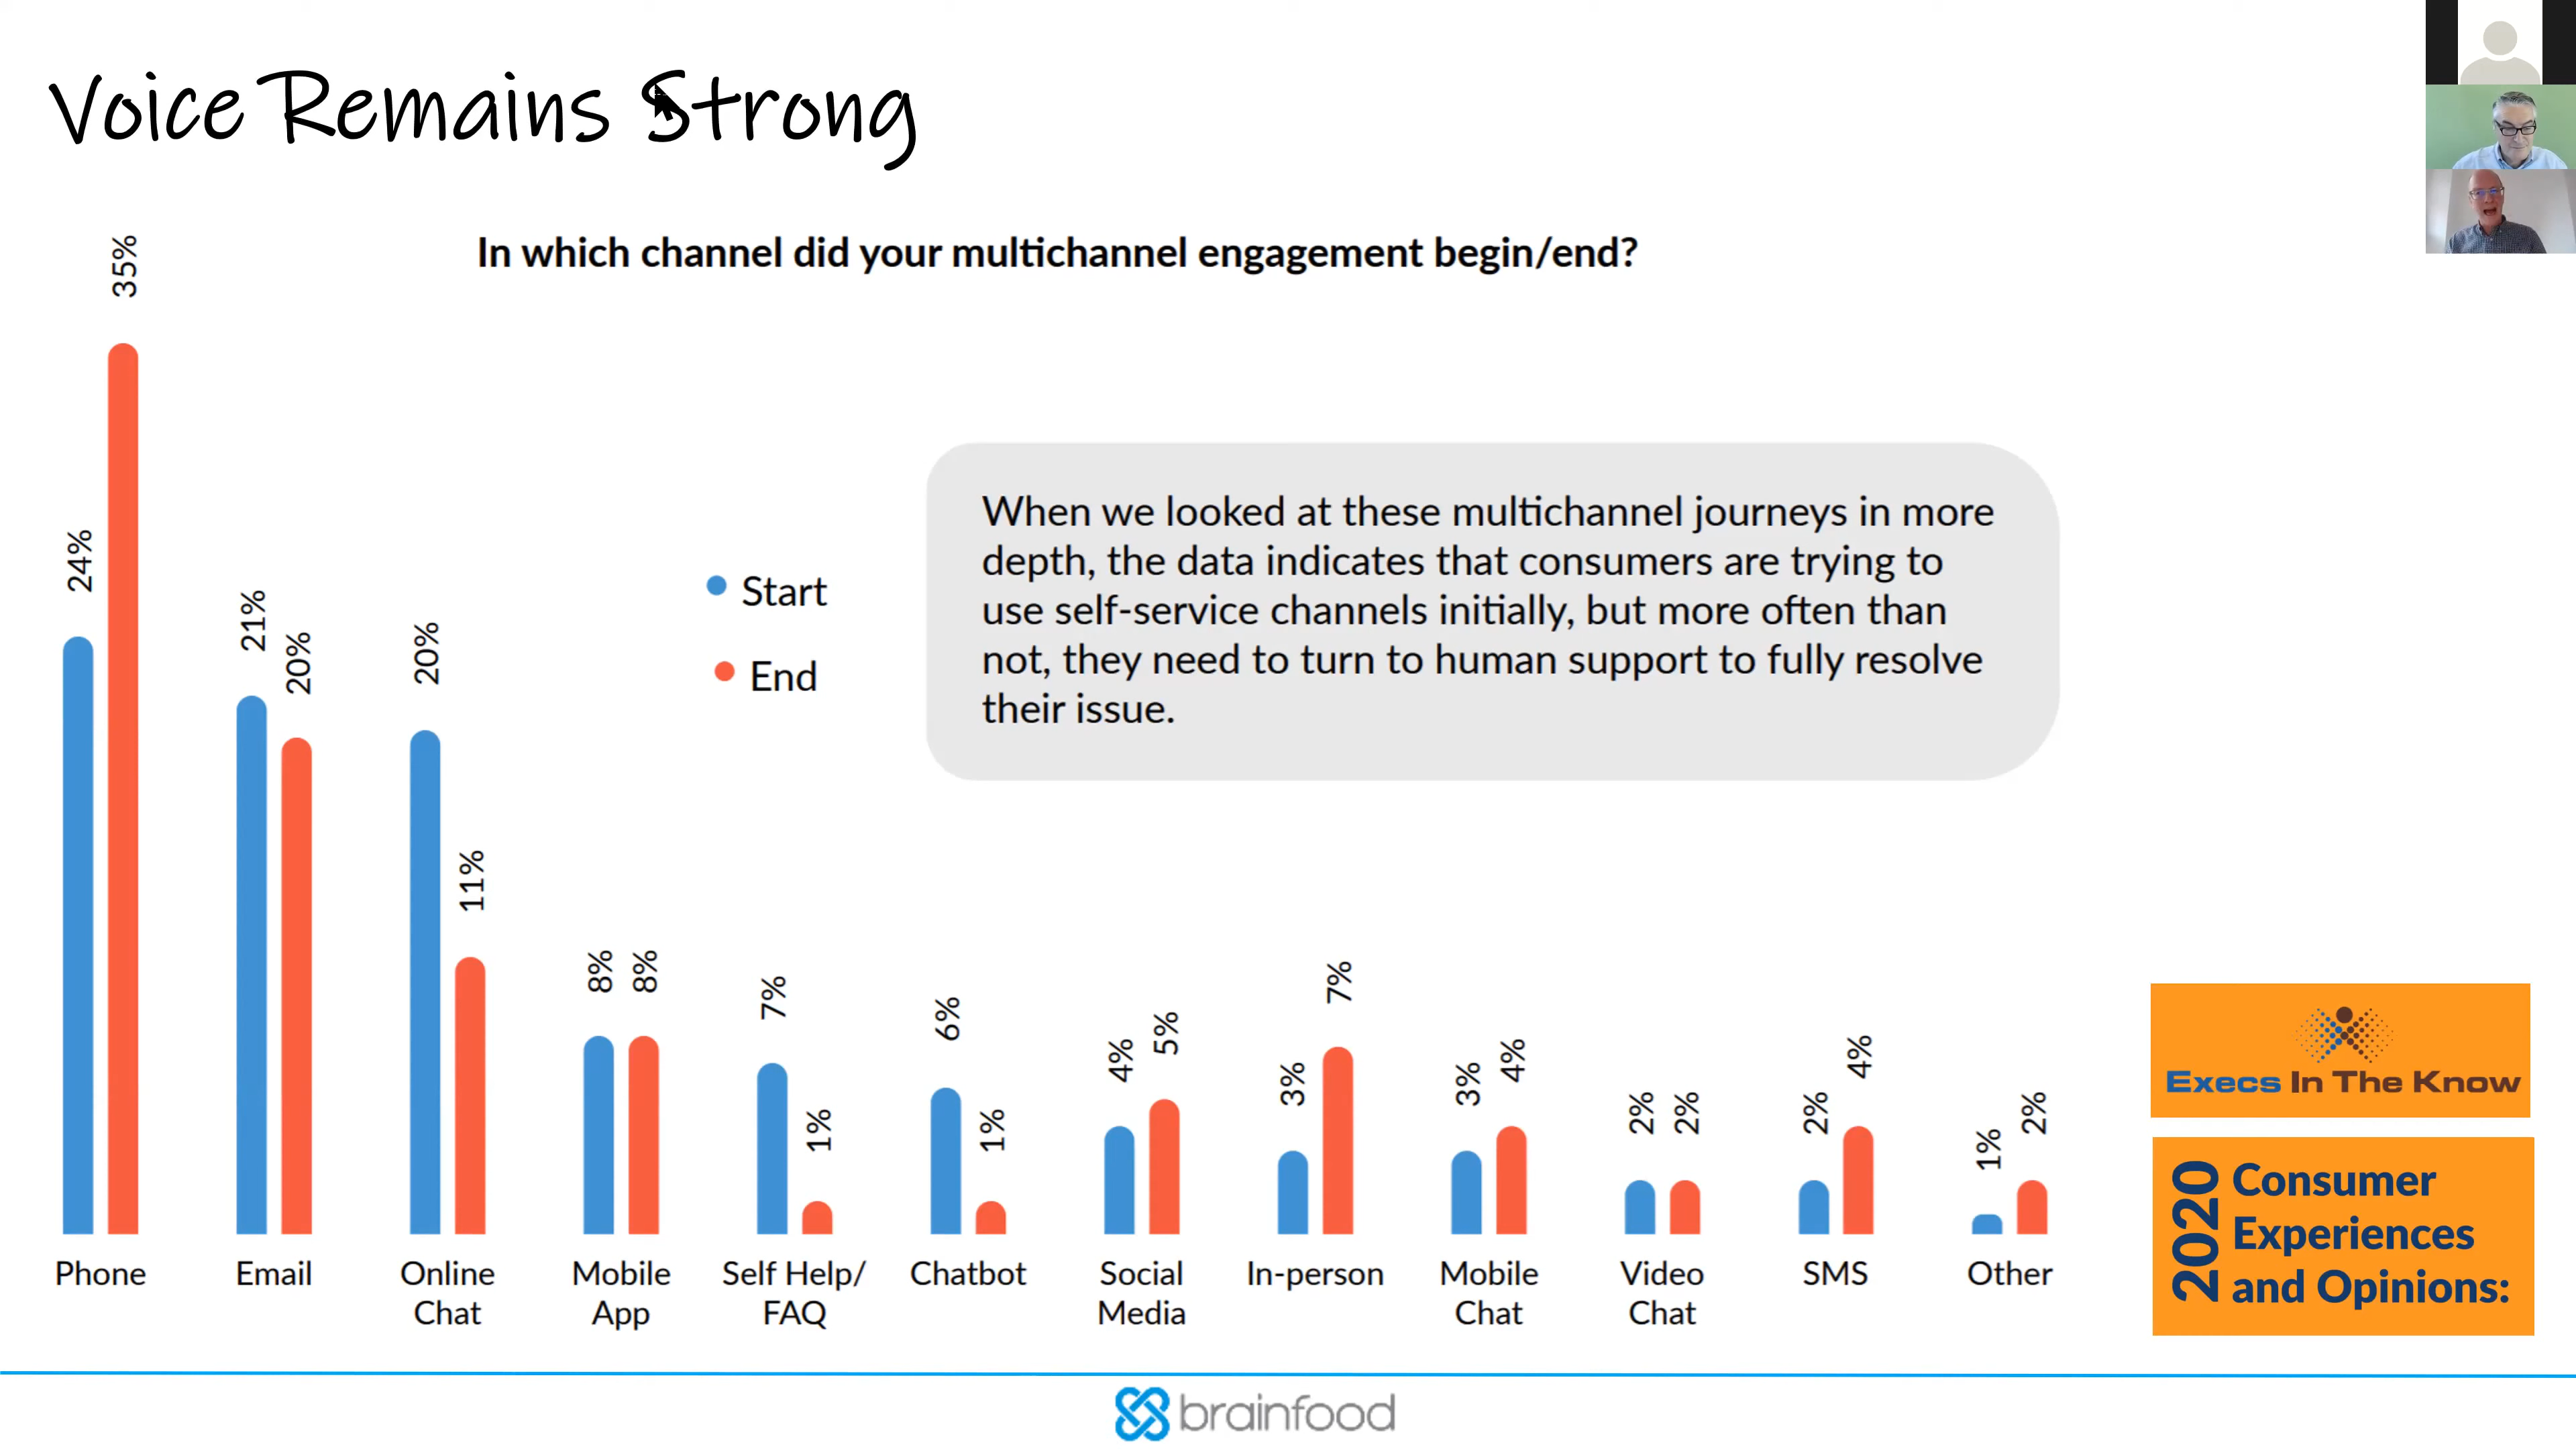 Voice Remains Strong
In which channel did your multichannel engagement begin/end?
35%
24%
21%
20%
20%
11%
8%
8%
7%
1%
6%
1%
4%
5%
3%
7%
3%
4%
2%
2%
2%
4%
1%
2%
Start
End
When we looked at these multichannel journeys in more
depth, the data indicates that consumers are trying to
use self-service channels initially, but more often than
not, they need to turn to human support to fully resolve
their issue.
Phone
Email
Online
Chat
Mobile
App
Self Help/
FAQ
Chatbot
Social
Media
In-person
Mobile
Chat
Video
Chat
SMS
Other
Execs In The Know
2020
Consumer
Experiences
and Opinions:
brainfood